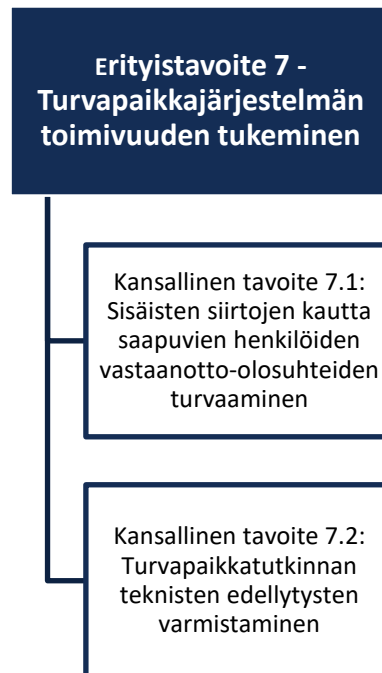 Erityistavoite 7 -
Turvapaikkajärjestelmän
toimivuuden tukeminen
Kansallinen tavoite 7.1:
Sisäisten siirtojen kautta
saapuvien henkilöiden
vastaanotto-olosuhteiden
turvaaminen
Kansallinen tavoite 7.2:
Turvapaikkatutkinnan
teknisten edellytysten
varmistaminen